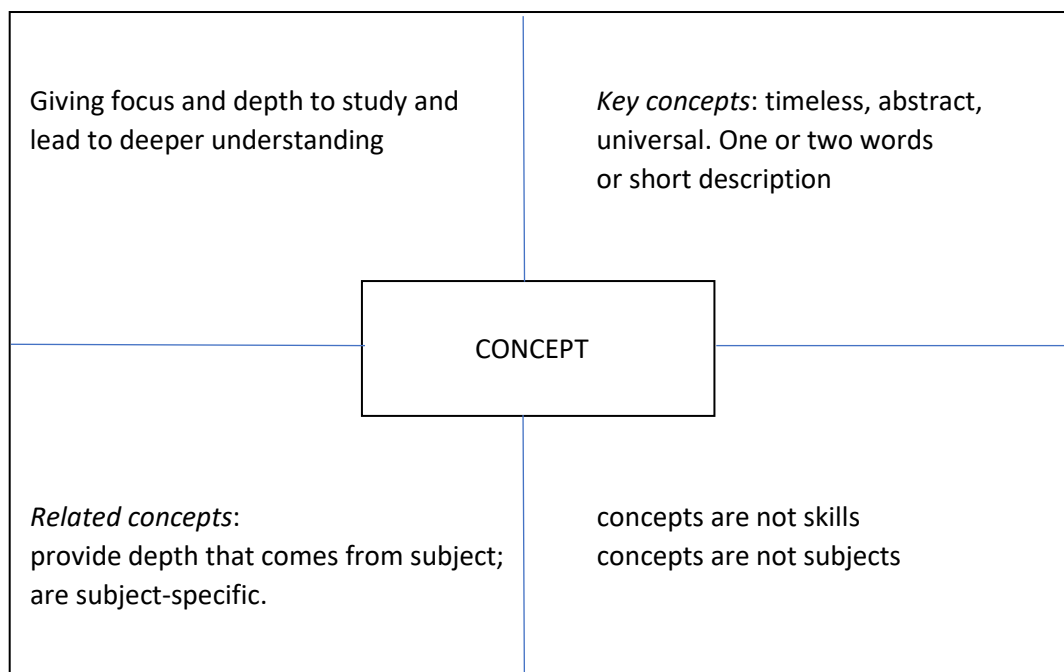 Giving focus and depth to study and
lead to deeper understanding
Key concepts: timeless, abstract,
universal. One or two words
or short description
CONCEPT
Related concepts:
provide depth that comes from subject;
are subject-specific.
concepts are not skills
concepts are not subjects